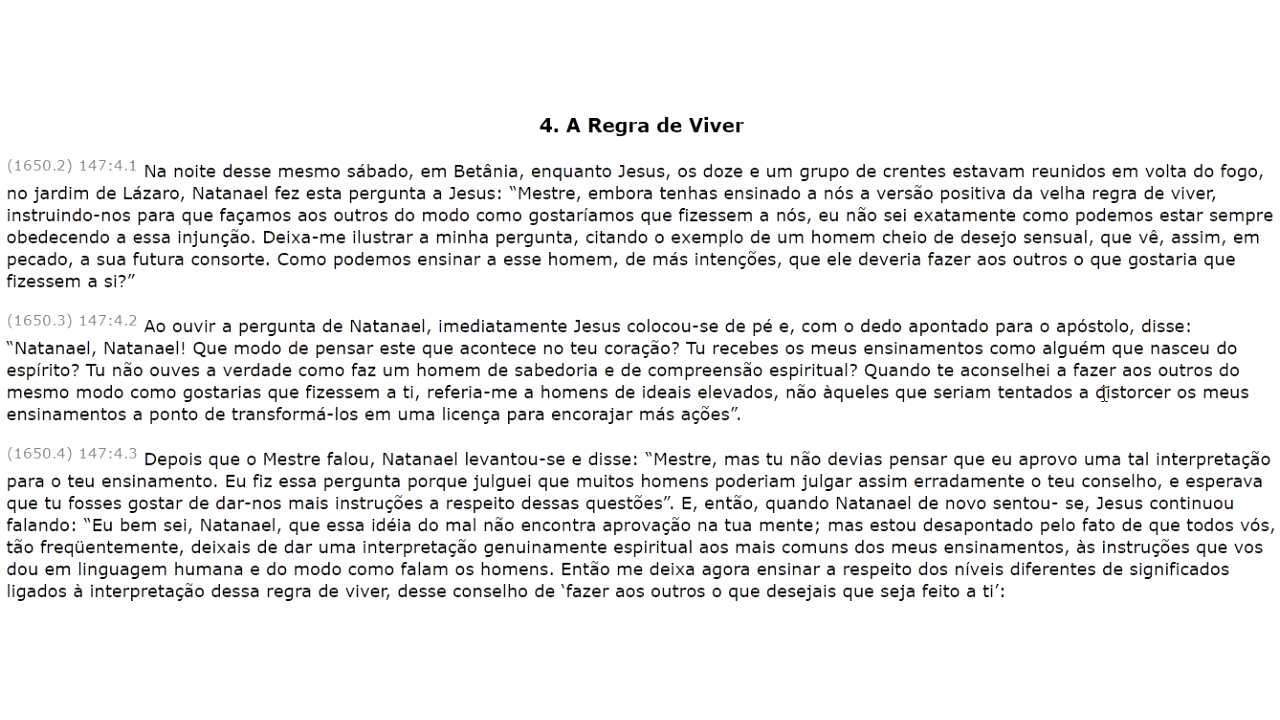 4. A Regra de Viver
(1650.2) 147:4.1 Na noite desse mesmo sábado, em Betânia, enquanto Jesus, os doze e um grupo de crentes estavam reunidos em volta do fogo,
no jardim de Lázaro, Natanael fez esta pergunta a Jesus: “Mestre, embora tenhas ensinado a nós a versão positiva da velha regra de viver,
instruindo-nos para que façamos aos outros do modo como gostaríamos que fizessem a nós, eu não sei exatamente como podemos estar sempre
obedecendo a essa injunção. Deixa-me ilustrar a minha pergunta, citando o exemplo de um homem cheio de desejo sensual, que vê, assim, em
pecado, a sua futura consorte. Como podemos ensinar a esse homem, de más intenções, que ele deveria fazer aos outros o que gostaria que
fizessem a si?”
(1650.3) 147:4.2 Ao ouvir a pergunta de Natanael, imediatamente Jesus colocou-se de pé e, com o dedo apontado para o apóstolo, disse:
“Natanael, Natanael! Que modo de pensar este que acontece no teu coração? Tu recebes os meus ensinamentos como alguém que nasceu do
espírito? Tu não ouves a verdade como faz um homem de sabedoria e de compreensão espiritual? Quando te aconselhei a fazer aos outros do
mesmo modo como gostarias que fizessem a ti, referia-me a homens de ideais elevados, não àqueles que seriam tentados a distorcer os meus
ensinamentos a ponto de transformá-los em uma licença para encorajar más ações”.
(1650.4) 147:4.3 Depois que o Mestre falou, Natanael levantou-se e disse: “Mestre, mas tu não devias pensar que eu aprovo uma tal interpretação
para o teu ensinamento. Eu fiz essa pergunta porque julguei que muitos homens poderiam julgar assim erradamente o teu conselho, e esperava
que tu fosses gostar de dar-nos mais instruções a respeito dessas questões”. E, então, quando Natanael de novo sentou- se, Jesus continuou
falando: “Eu bem sei, Natanael, que essa idéia do mal não encontra aprovação na tua mente; mas estou desapontado pelo fato de que todos vós,
tão freqüentemente, deixais de dar uma interpretação genuinamente espiritual aos mais comuns dos meus ensinamentos, às instruções que vos
dou em linguagem humana e do modo como falam os homens. Então me deixa agora ensinar a respeito dos níveis diferentes de significados
ligados à interpretação dessa regra de viver, desse conselho de ‘fazer aos outros o que desejais que seja feito a ti’: